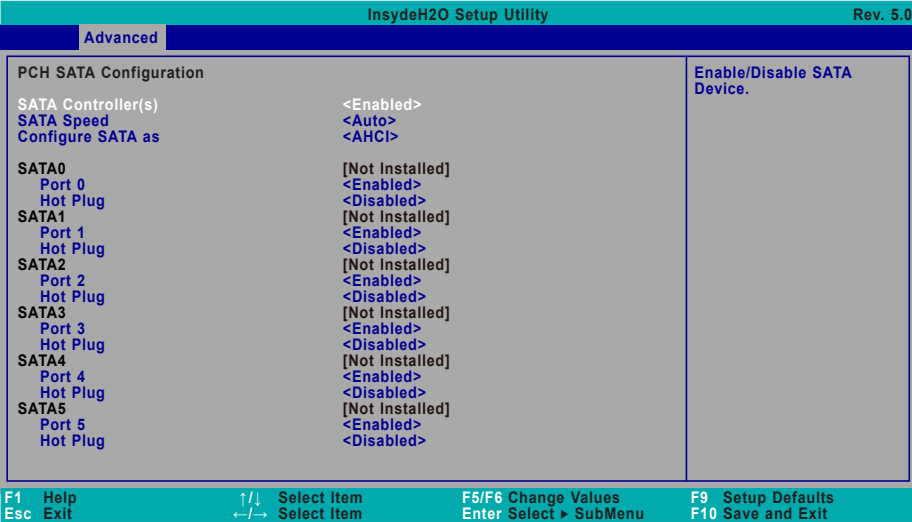 InsydeH2O Setup Utility Rev. 5.0
Advanced
PCH SATA Configuration
Enable/Disable SATA
Device.
SATA Controller(s) <Enabled>
SATA Speed <Auto>
Configure SATA as <AHCI>
SATA0 [Not Installed]
Port 0 <Enabled>
Hot Plug <Disabled>
SATA1 [Not Installed]
Port 1 <Enabled>
Hot Plug <Disabled>
SATA2 [Not Installed]
Port 2 <Enabled>
Hot Plug <Disabled>
SATA3 [Not Installed]
Port 3 <Enabled>
Hot Plug <Disabled>
SATA4 [Not Installed]
Port 4 <Enabled>
Hot Plug <Disabled>
SATA5 [Not Installed]
Port 5 <Enabled>
Hot Plug <Disabled>
F1 Help ↑/↓ Select Item F5/F6 Change Values F9 Setup Defaults
Esc Exit ←/→ Select Item Enter Select ▸ SubMenu F10 Save and Exit